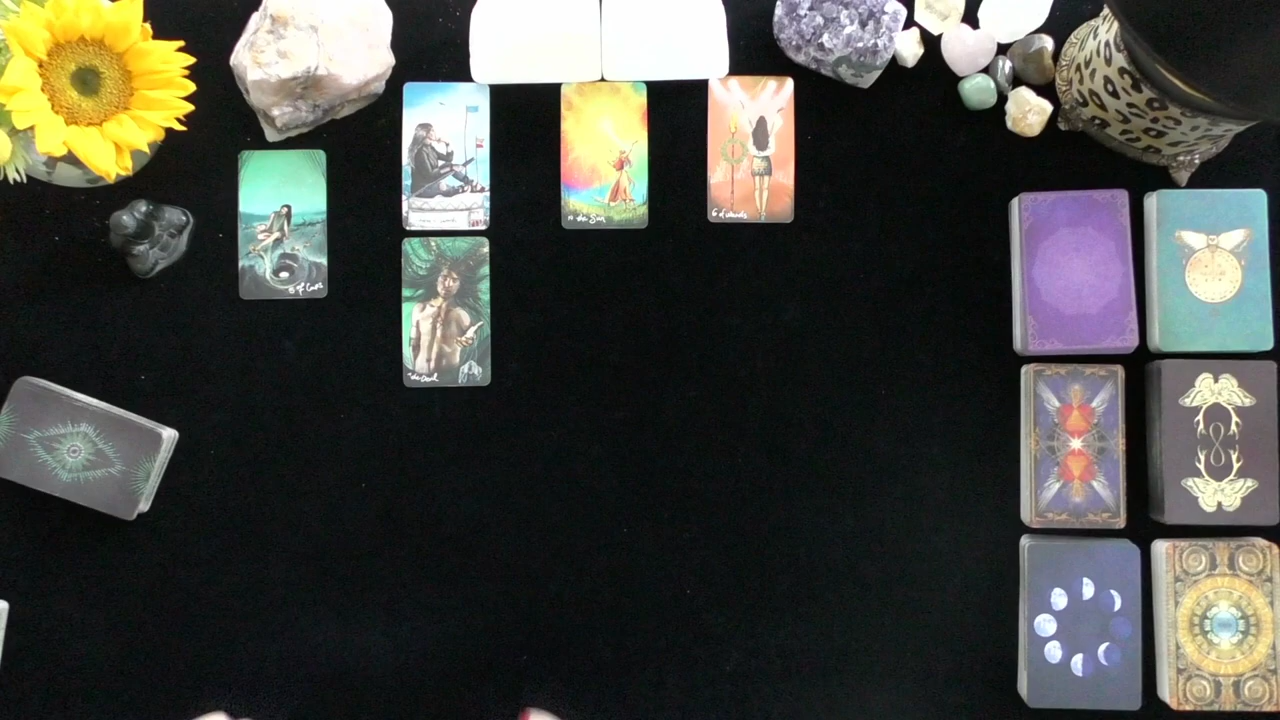 19 the Sun
6 of Wands
5 of Cups
the Devil